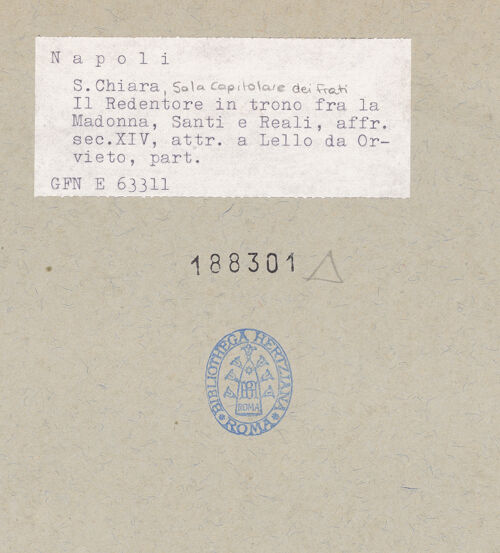 Napoli
S.Chiara, Sala Capitolare dei Frati
Il Redentore in trono fra la
Madonna, Santi e Reali, affr.
sec.XIV, attr. a Lello da Or-
vieto, part.
GFN E 63311
188301
BIBLIOTHECA HERTZIANA
BH
ROMA
ROMA